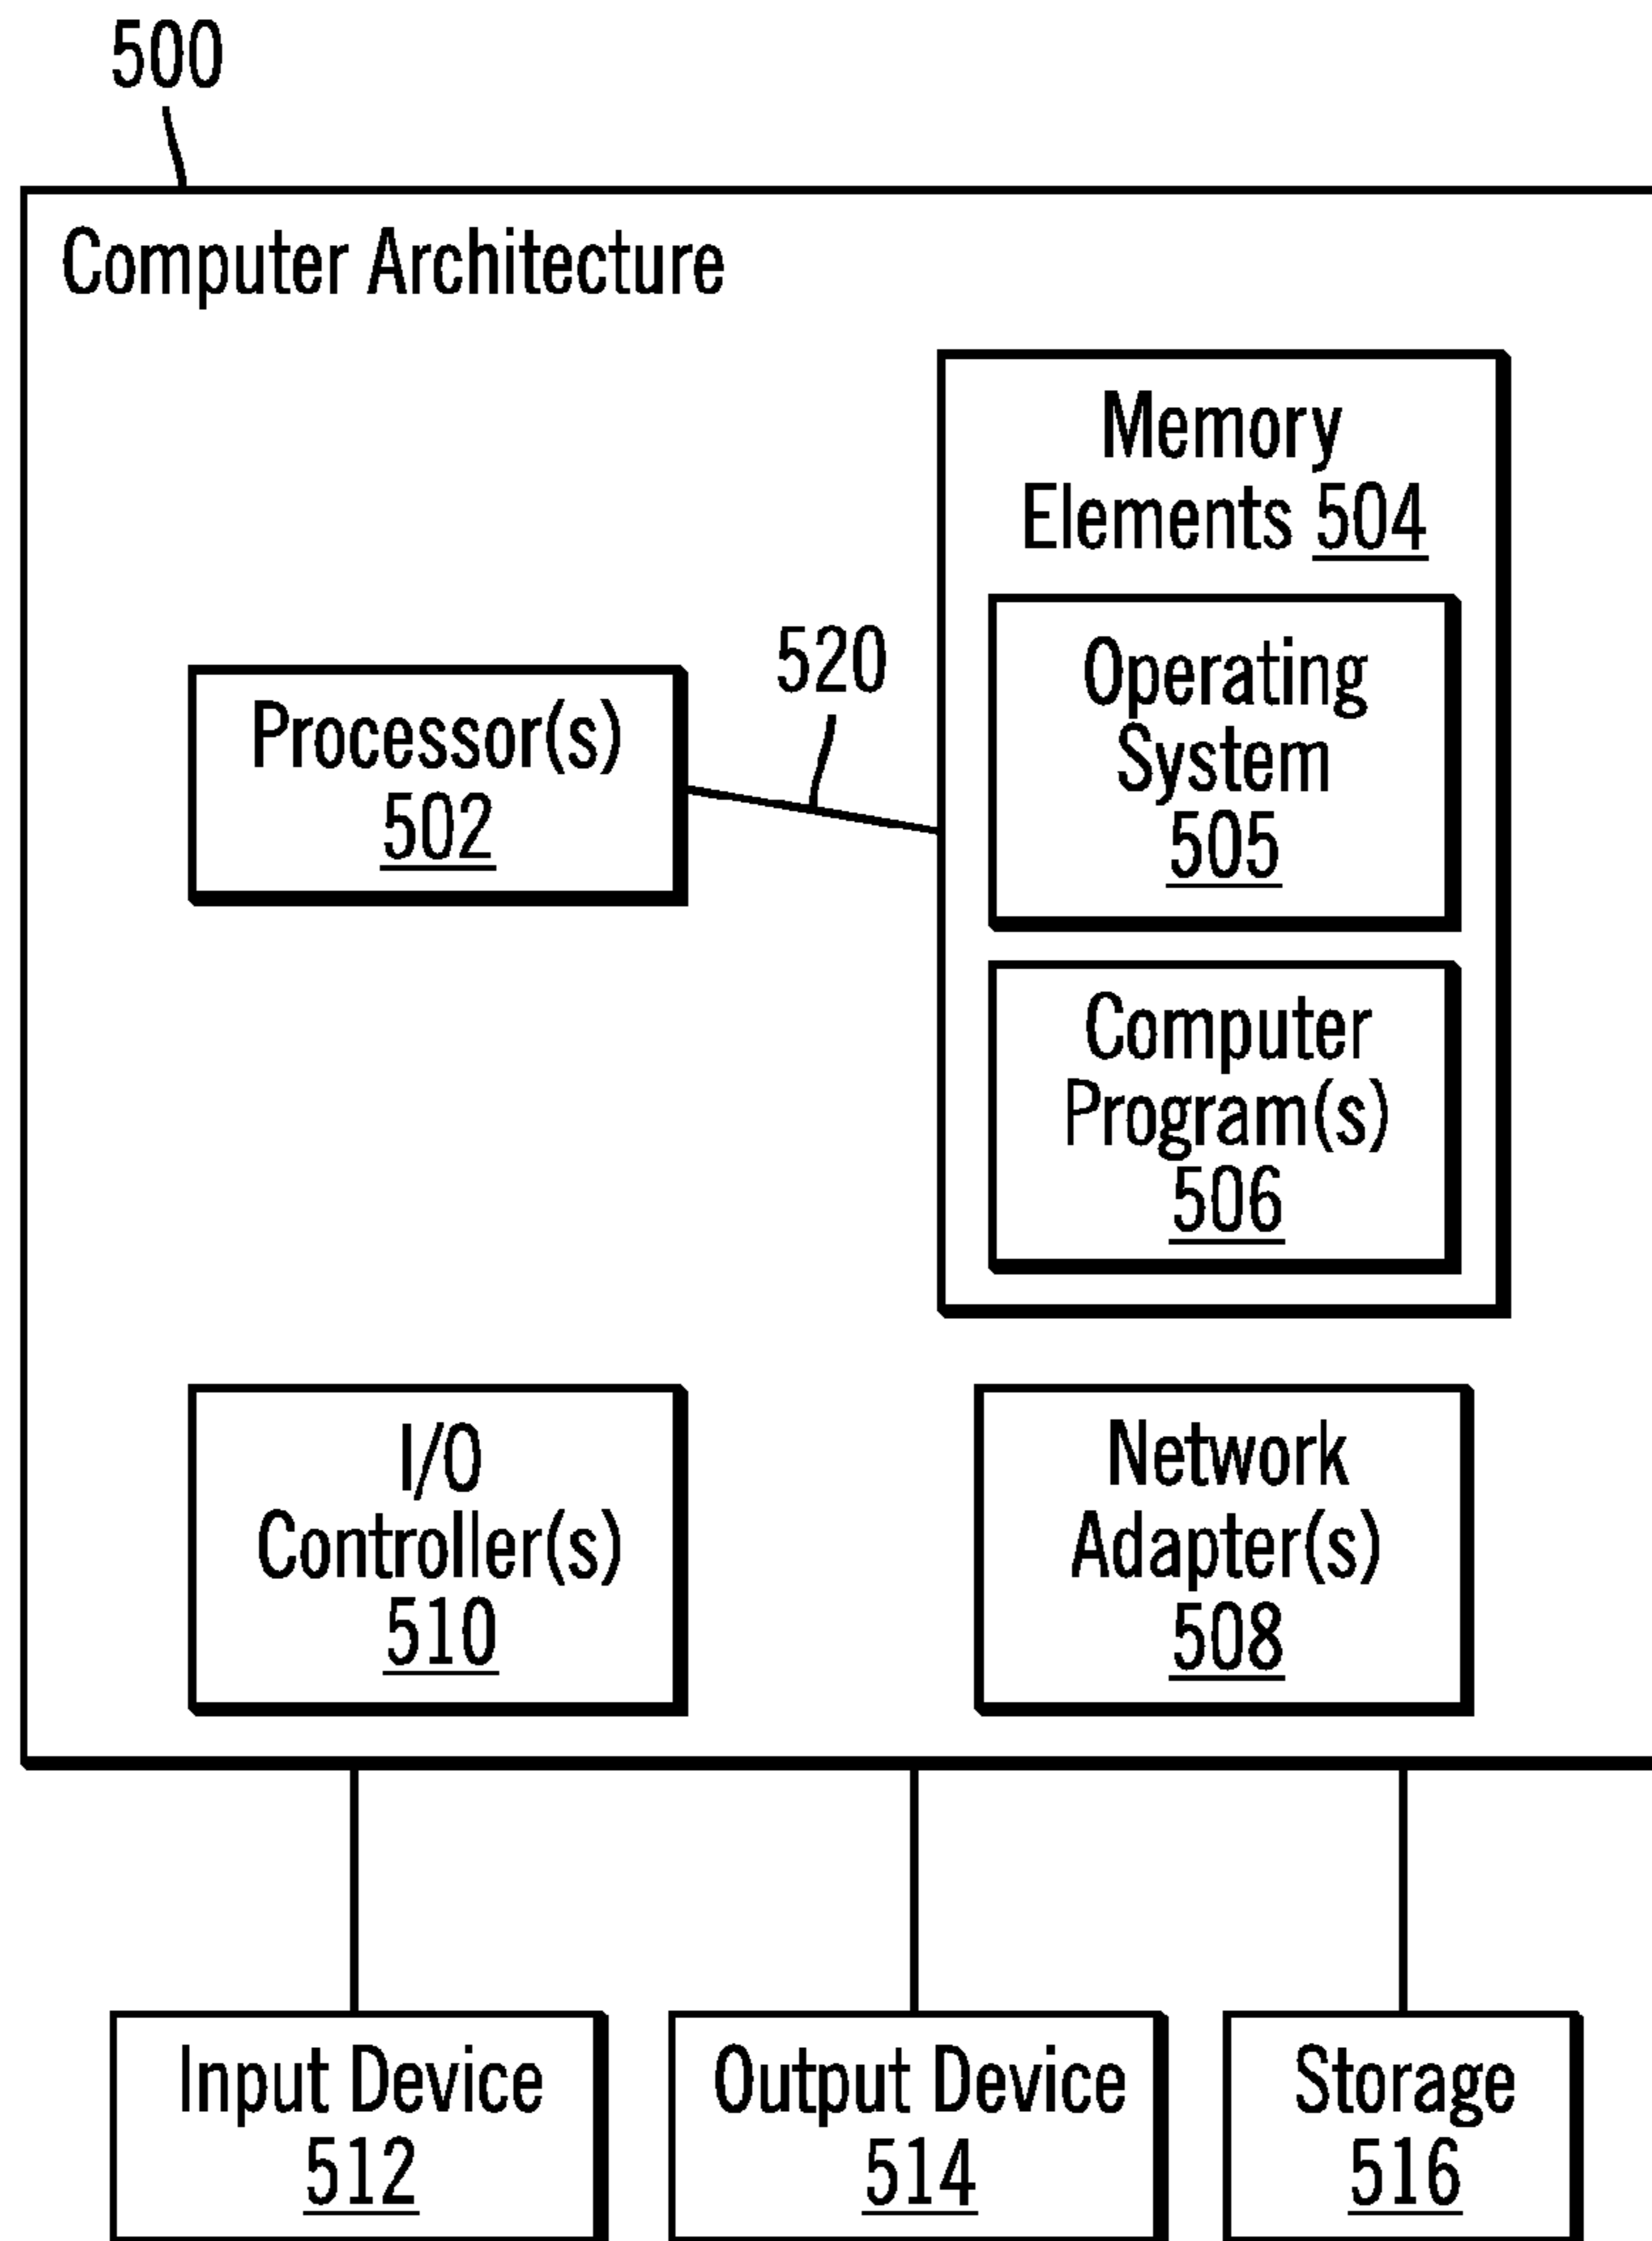 500
Computer Architecture
Memory
Elements 504
Operating
System
505
520
Processor(s)
502
Computer
Program(s)
506
I/O
Controller(s)
510
Network
Adapter(s)
508
Input Device
512
Output Device
514
Storage
516